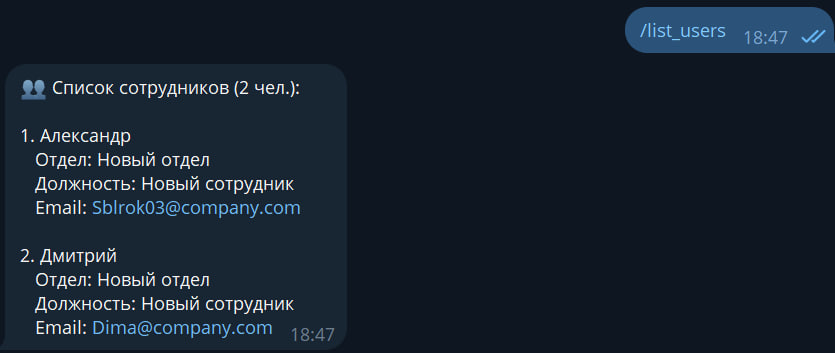 /list_users 18:47
👥 Список сотрудников (2 чел.):
1. Александр
Отдел: Новый отдел
Должность: Новый сотрудник
Email: Sblrok03@company.com
2. Дмитрий
Отдел: Новый отдел
Должность: Новый сотрудник
Email: Dima@company.com 18:47